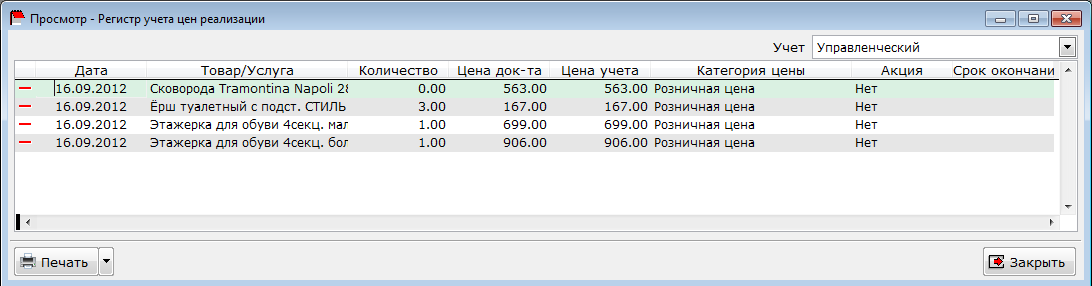 Просмотр - Регистр учета цен реализации
Учет Управленческий
Дата Товар/Услуга Количество Цена док-та Цена учета Категория цены Акция Срок окончани
16.09.2012 Сковорода Tramontina Napoli 28 0.00 563.00 563.00 Розничная цена Нет
16.09.2012 Ёрш туалетный с подст. СТИЛЬ 3.00 167.00 167.00 Розничная цена Нет
16.09.2012 Этажерка для обуви 4секц. мал 1.00 699.00 699.00 Розничная цена Нет
16.09.2012 Этажерка для обуви 4секц. бол 1.00 906.00 906.00 Розничная цена Нет
Печать Закрыть